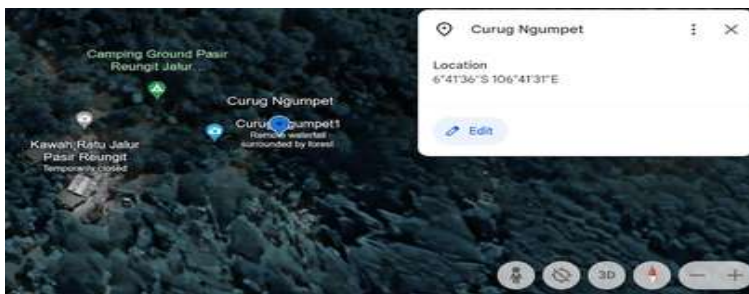 Camping Ground Pasir
Reungit Jalur...
Curug Ngumpet
Curug Ngumpet1
Remote waterfall
surrounded by forest
Kawah Ratu Jalur
Pasir Reungit
Temporarily closed
Curug Ngumpet
Location
6°41'36"S 106°41'31"E
Edit
3D